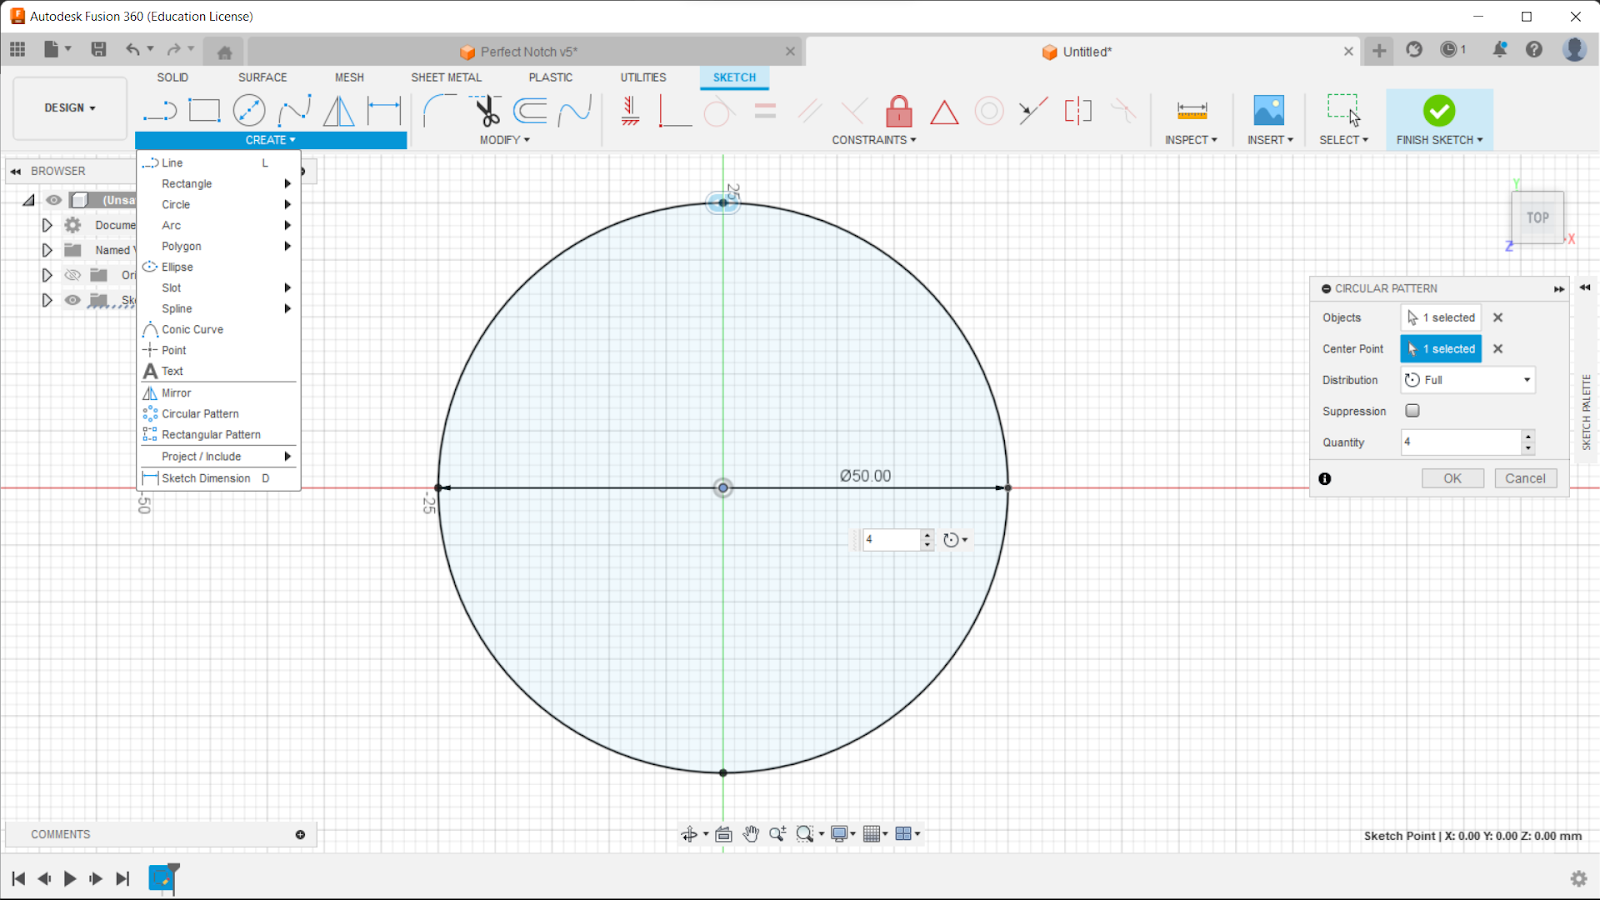 Autodesk Fusion 360 (Education License)
Perfect Notch v5*
Untitled*
1
DESIGN
SOLID
SURFACE
MESH
SHEET METAL
PLASTIC
UTILITIES
SKETCH
CREATE
MODIFY
CONSTRAINTS
INSPECT
INSERT
SELECT
FINISH SKETCH
BROWSER
(Unsa
Docume
Named V
Ori
Ske
Line L
Rectangle
Circle
Arc
Polygon
Ellipse
Slot
Spline
Conic Curve
Point
Text
Mirror
Circular Pattern
Rectangular Pattern
Project / Include
Sketch Dimension D
25
-50
-25
Ø50.00
4
Y
TOP
Z
X
CIRCULAR PATTERN
Objects 1 selected
Center Point 1 selected
Distribution Full
Suppression
Quantity 4
OK Cancel
SKETCH PALETTE
COMMENTS
Sketch Point | X: 0.00 Y: 0.00 Z: 0.00 mm